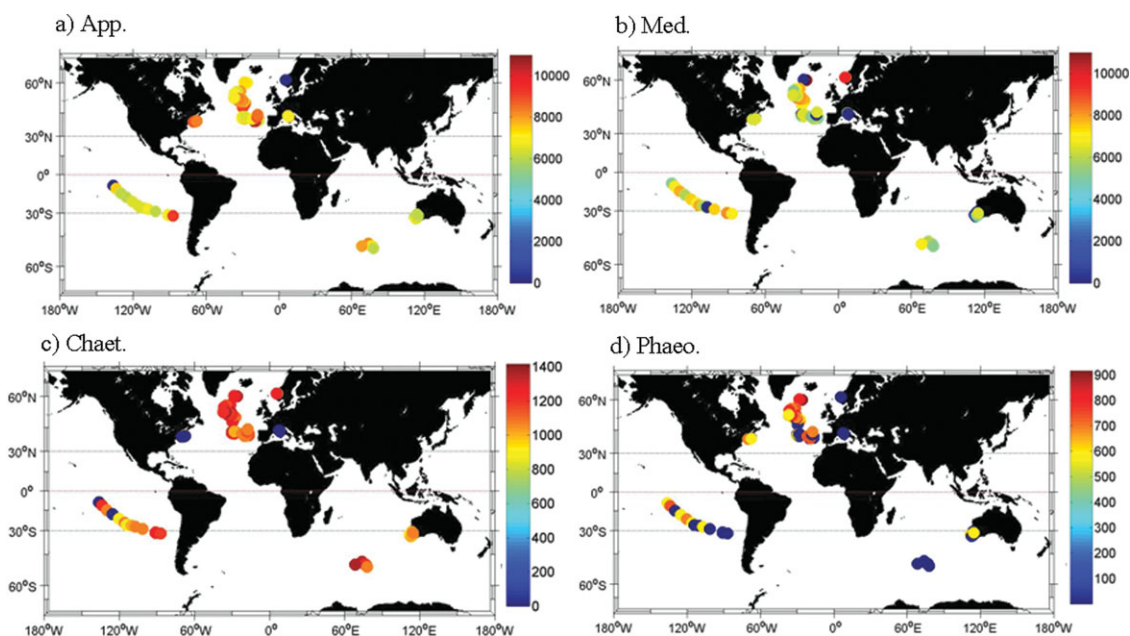 a) App.
60°N
30°N
0°
30°S
60°S
180°W 120°W 60°W 0° 60°E 120°E 180°W
10000
8000
6000
4000
2000
0
b) Med.
60°N
30°N
0°
30°S
60°S
180°W 120°W 60°W 0° 60°E 120°E 180°W
10000
8000
6000
4000
2000
0
c) Chaet.
60°N
30°N
0°
30°S
60°S
180°W 120°W 60°W 0° 60°E 120°E 180°W
1400
1200
1000
800
600
400
200
0
d) Phaeo.
60°N
30°N
0°
30°S
60°S
180°W 120°W 60°W 0° 60°E 120°E 180°W
900
800
700
600
500
400
300
200
100